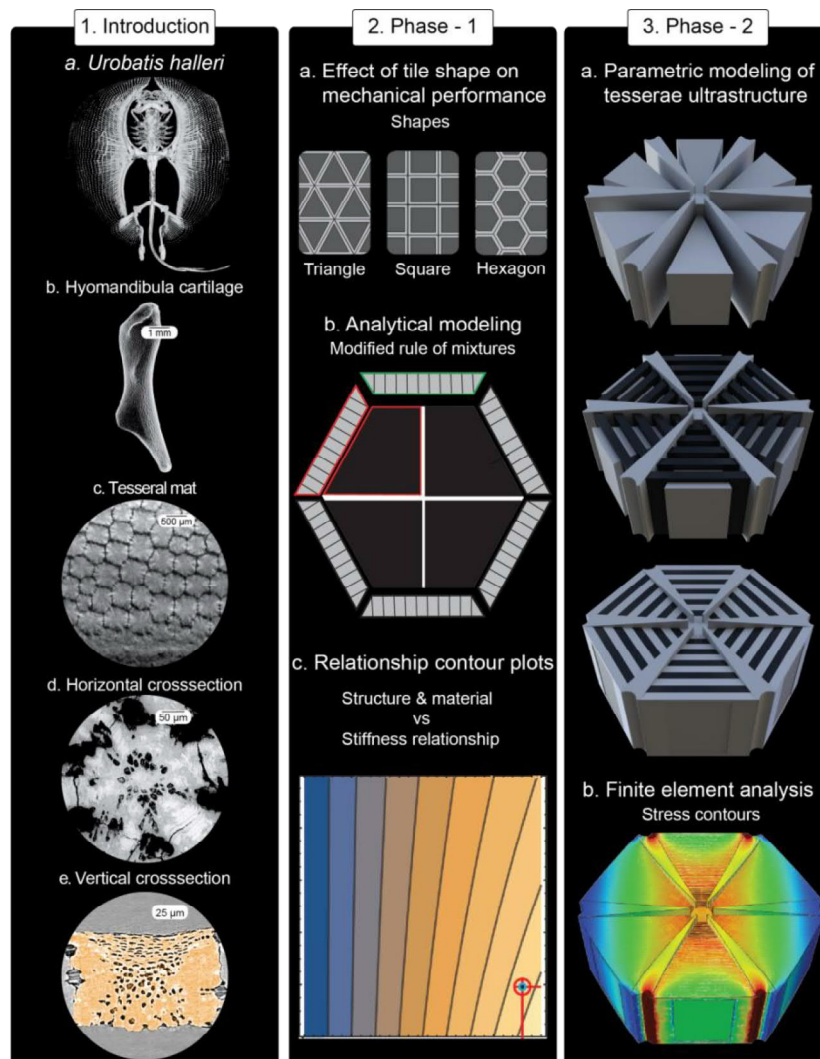 1. Introduction
a. Urobatis halleri
b. Hyomandibula cartilage
1 mm
c. Tesseral mat
500 µm
d. Horizontal crosssection
50 µm
e. Vertical crosssection
25 µm
2. Phase - 1
a. Effect of tile shape on
mechanical performance
Shapes
Triangle
Square
Hexagon
b. Analytical modeling
Modified rule of mixtures
c. Relationship contour plots
Structure & material
vs
Stiffness relationship
3. Phase - 2
a. Parametric modeling of
tesserae ultrastructure
b. Finite element analysis
Stress contours